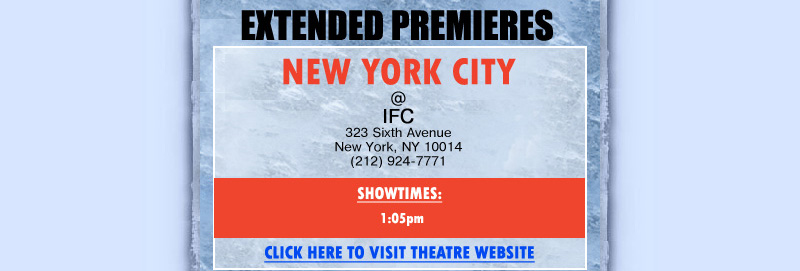 EXTENDED PREMIERES
NEW YORK CITY
@
IFC
323 Sixth Avenue
New York, NY 10014
(212) 924-7771
SHOWTIMES:
1:05pm
CLICK HERE TO VISIT THEATRE WEBSITE